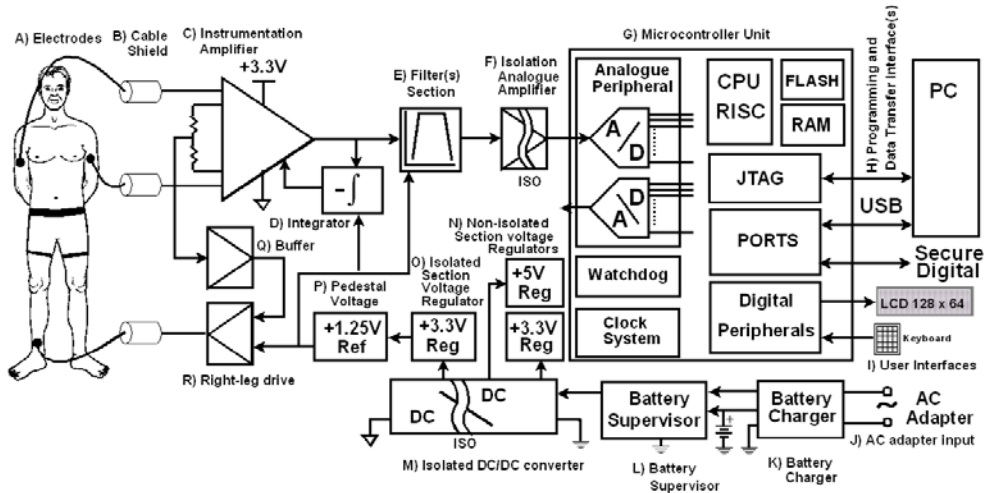 A) Electrodes
B) Cable
Shield
C) Instrumentation
Amplifier
+3.3V
E) Filter(s)
Section
F) Isolation
Analogue
Amplifier
ISO
G) Microcontroller Unit
Analogue
Peripheral
A/D
D/A
CPU
RISC
FLASH
RAM
JTAG
PORTS
Watchdog
Clock
System
Digital
Peripherals
H) Programming and
Data Transfer Interface(s)
PC
USB
Secure
Digital
LCD 128 x 64
Keyboard
I) User Interfaces
-∫
D) Integrator
Q) Buffer
N) Non-isolated
Section voltage
Regulators
O) Isolated
Section
Voltage
Regulator
P) Pedestal
Voltage
+5V
Reg
+1.25V
Ref
+3.3V
Reg
+3.3V
Reg
R) Right-leg drive
DC
DC
ISO
M) Isolated DC/DC converter
Battery
Supervisor
+
L) Battery
Supervisor
Battery
Charger
K) Battery
Charger
~
AC
Adapter
J) AC adapter input